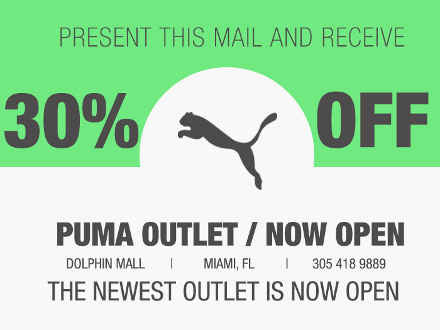 PRESENT THIS MAIL AND RECEIVE
30% OFF
PUMA OUTLET / NOW OPEN
DOLPHIN MALL | MIAMI, FL | 305 418 9889
THE NEWEST OUTLET IS NOW OPEN